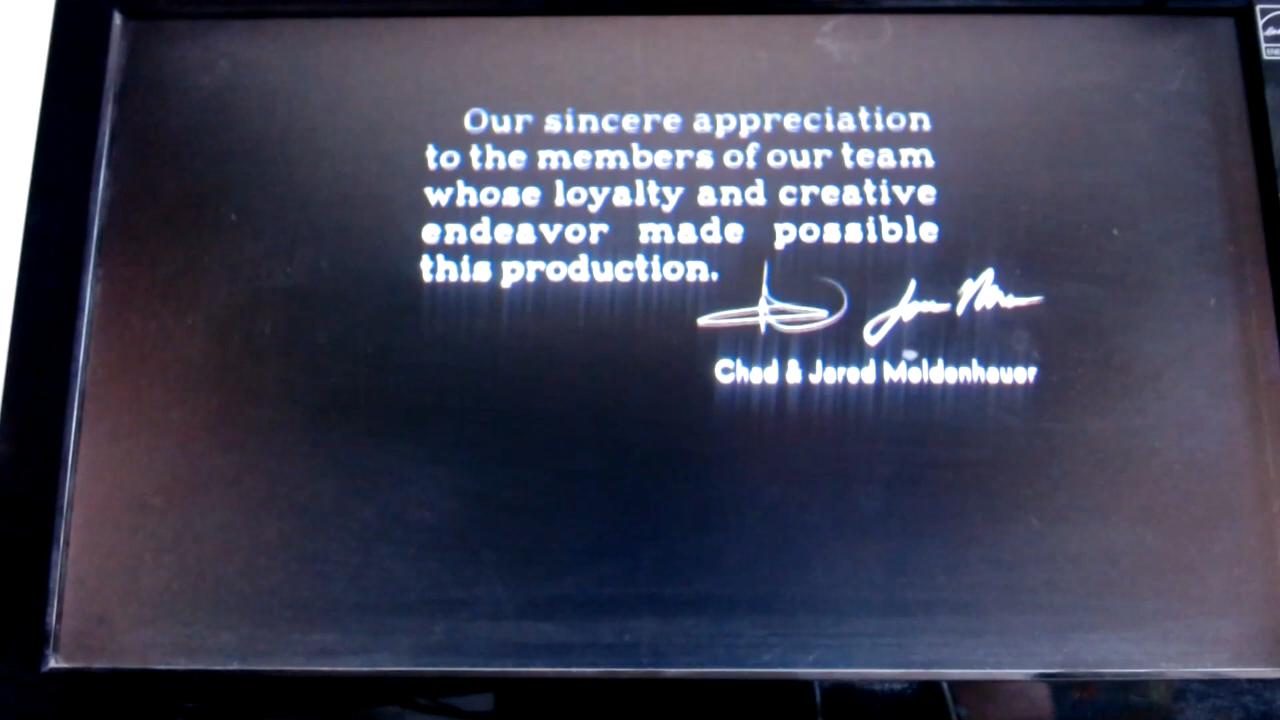 Our sincere appreciation
to the members of our team
whose loyalty and creative
endeavor made possible
this production.
Chad & Jared Moldenhauer